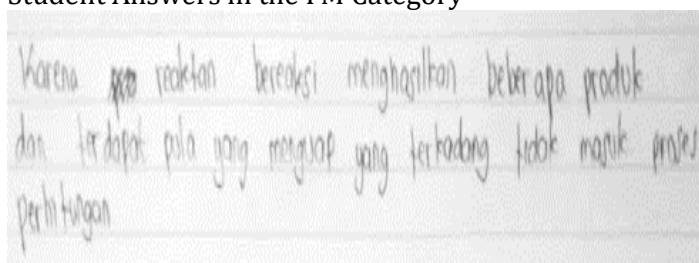 Student Answers in the PM Category
Karena reaktan bereaksi menghasilkan beberapa produk
dan terdapat pula yang menguap yang terkadang tidak masuk proses
perhitungan